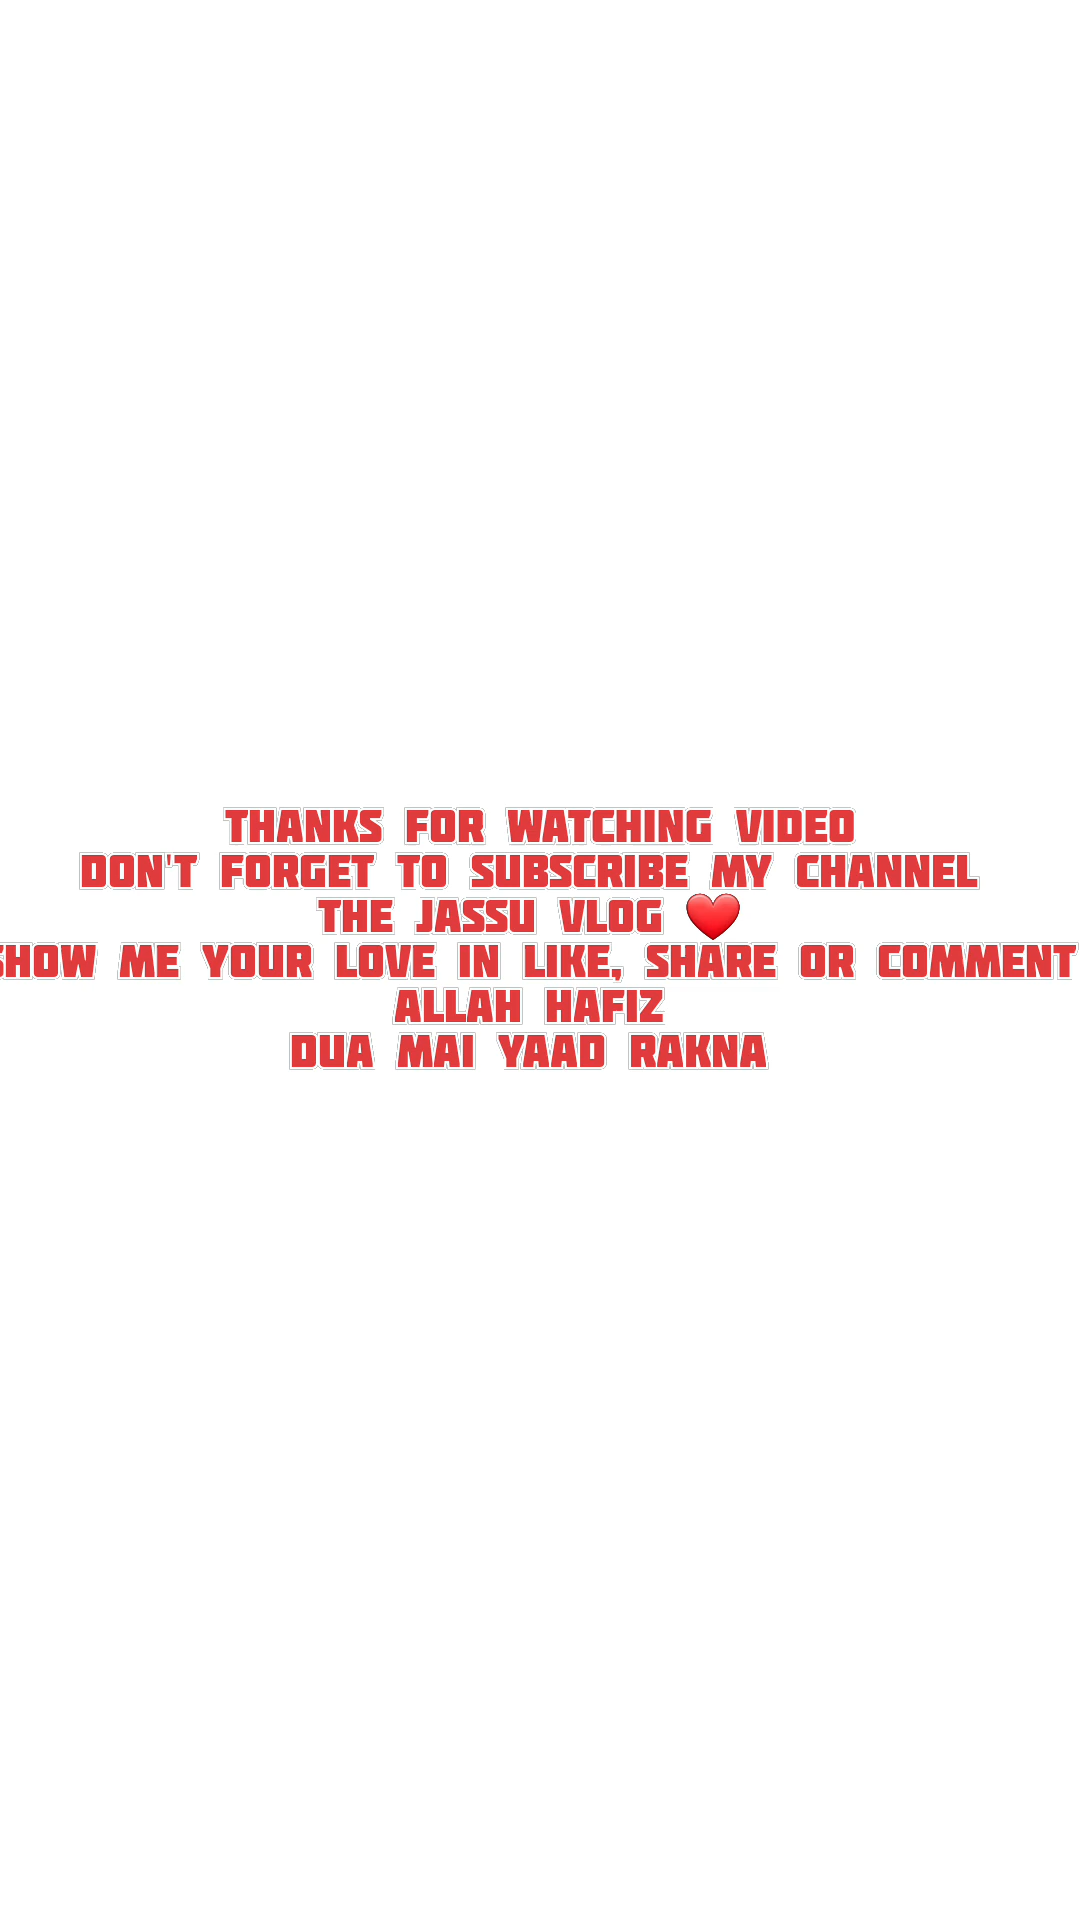 THANKS FOR WATCHING VIDEO
DON'T FORGET TO SUBSCRIBE MY CHANNEL
THE JASSU VLOG ❤️
SHOW ME YOUR LOVE IN LIKE, SHARE OR COMMENT
ALLAH HAFIZ
DUA MAI YAAD RAKNA